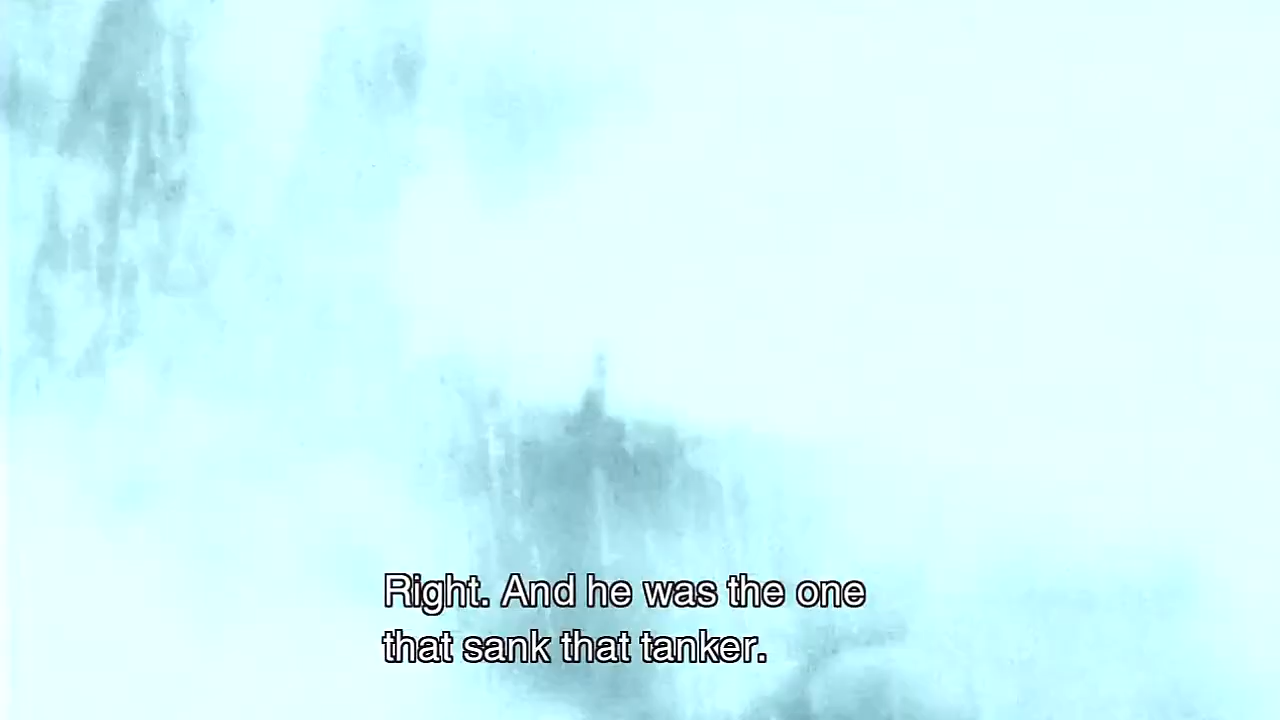 Right. And he was the one
that sank that tanker.